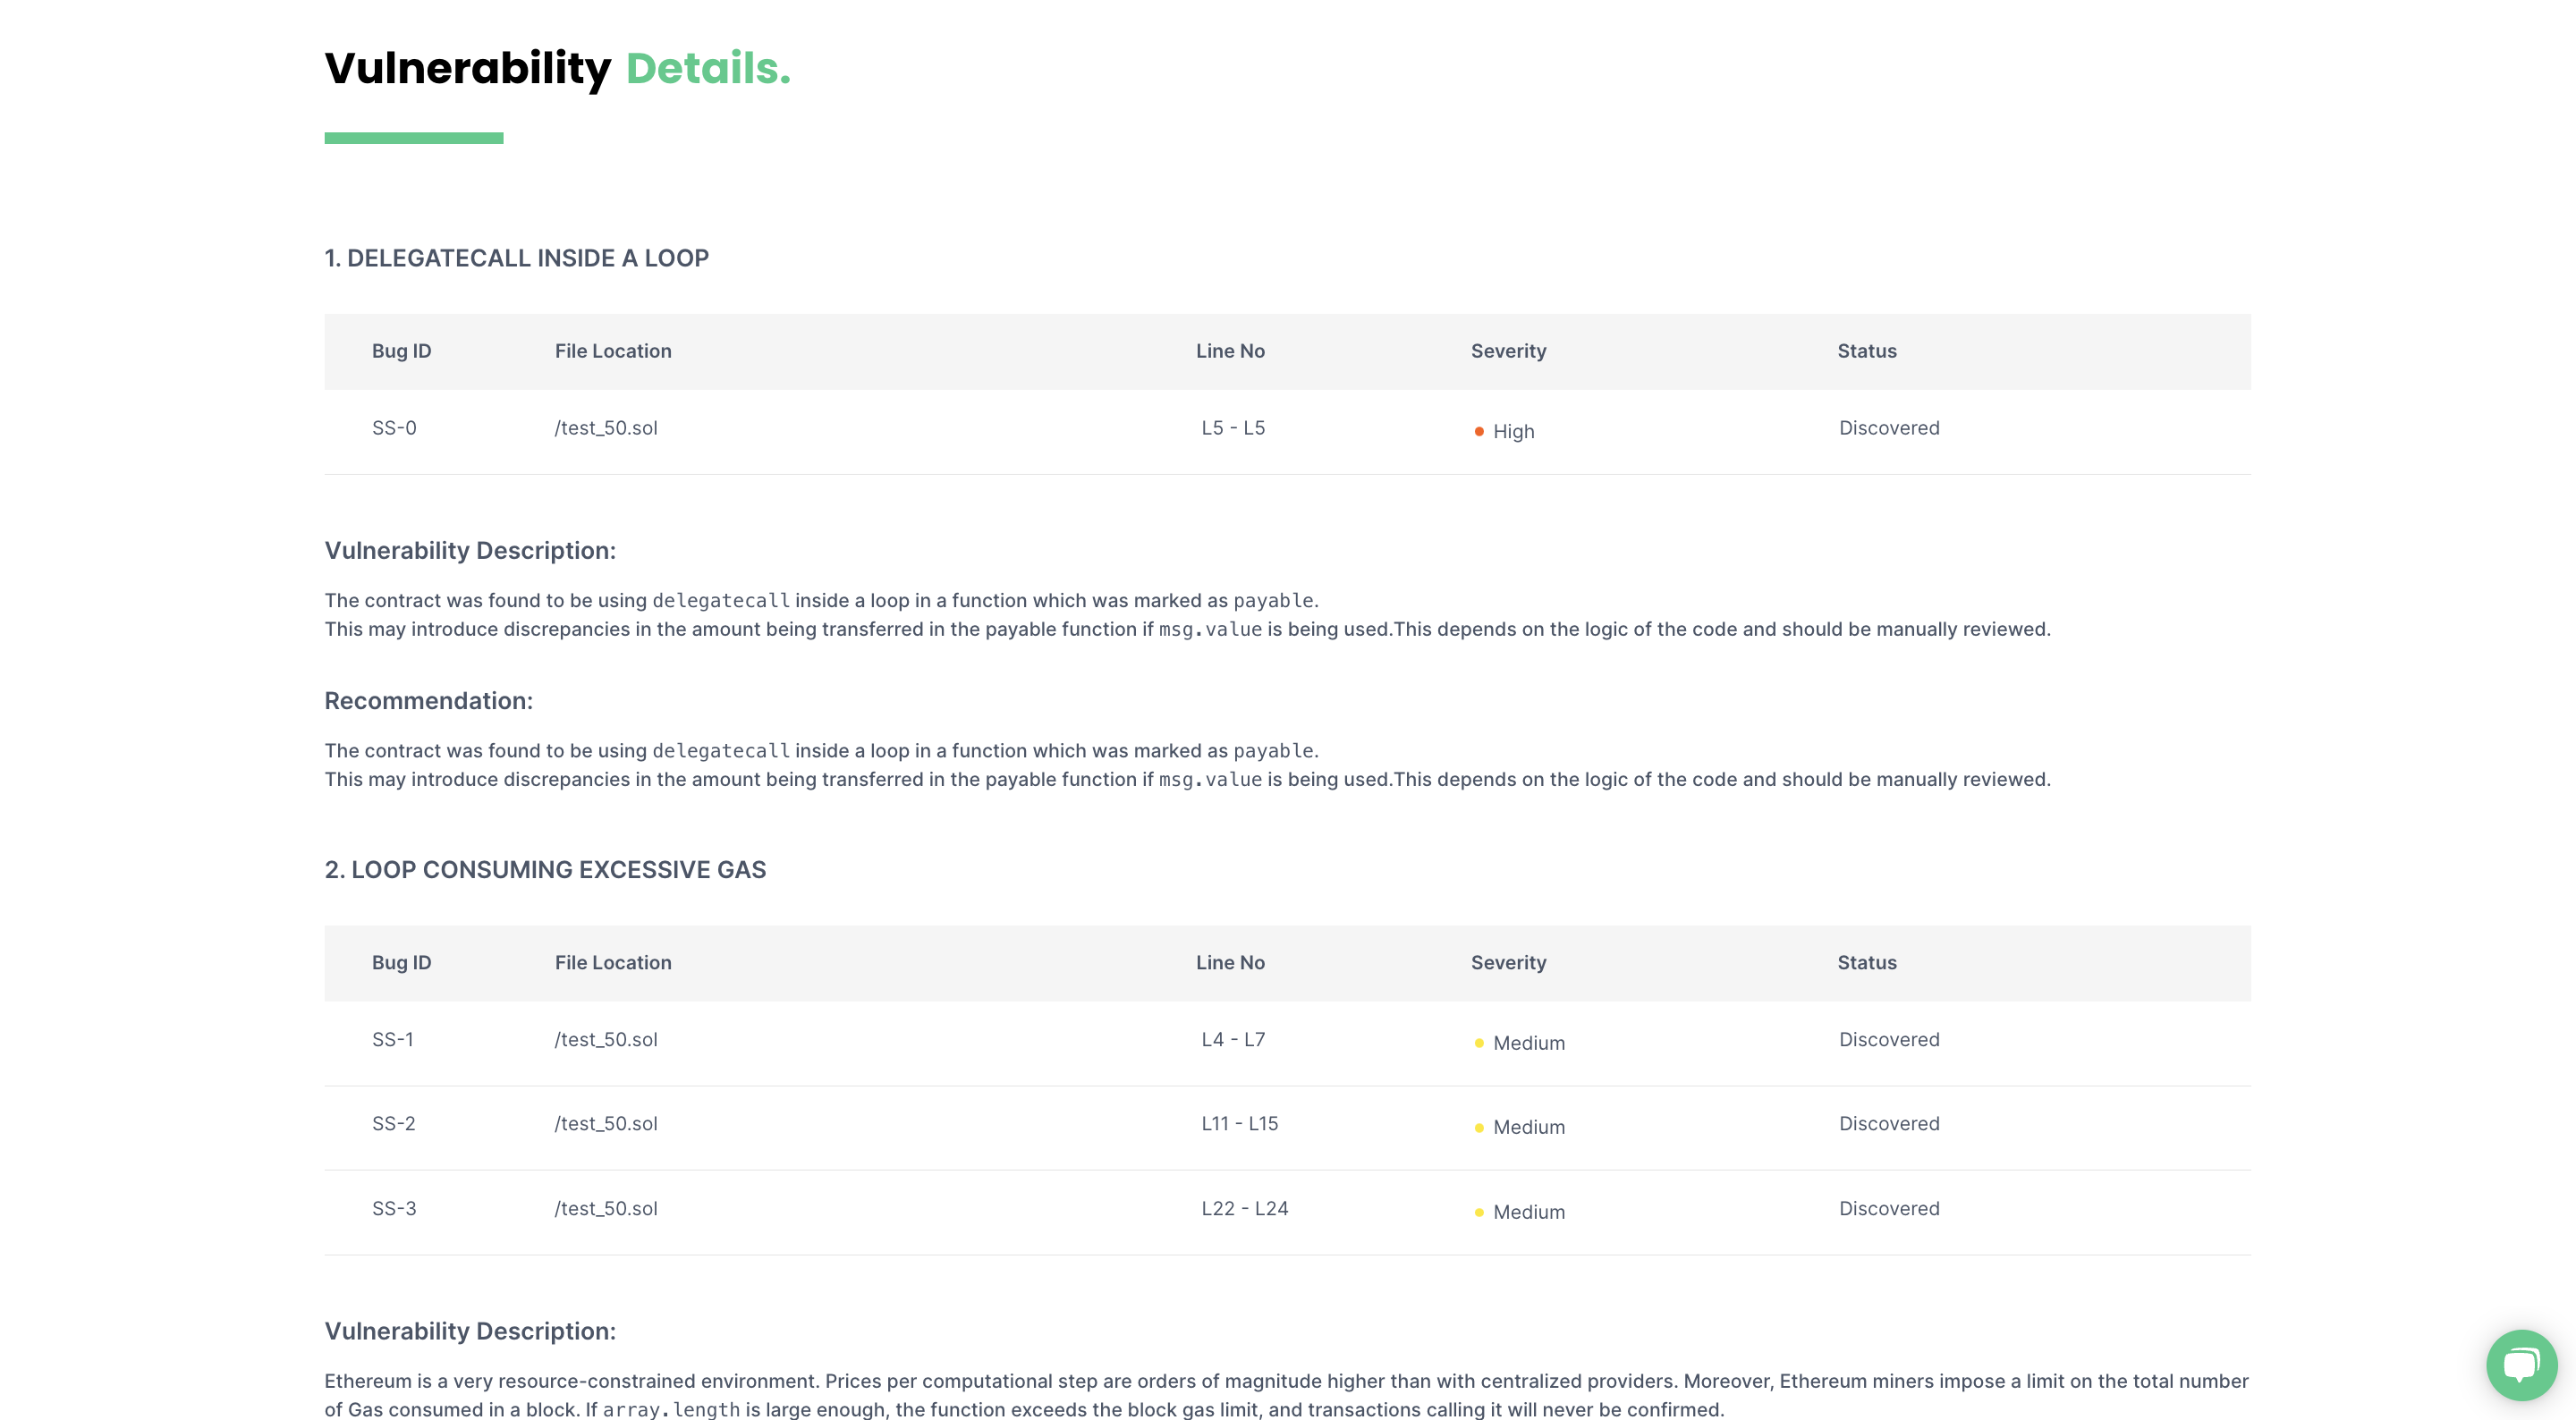 Vulnerability Details.
1. DELEGATECALL INSIDE A LOOP
Bug ID File Location Line No Severity Status
SS-0 /test_50.sol L5 - L5 High Discovered
Vulnerability Description:
The contract was found to be using delegatecall inside a loop in a function which was marked as payable.
This may introduce discrepancies in the amount being transferred in the payable function if msg.value is being used.This depends on the logic of the code and should be manually reviewed.
Recommendation:
The contract was found to be using delegatecall inside a loop in a function which was marked as payable.
This may introduce discrepancies in the amount being transferred in the payable function if msg.value is being used.This depends on the logic of the code and should be manually reviewed.
2. LOOP CONSUMING EXCESSIVE GAS
Bug ID File Location Line No Severity Status
SS-1 /test_50.sol L4 - L7 Medium Discovered
SS-2 /test_50.sol L11 - L15 Medium Discovered
SS-3 /test_50.sol L22 - L24 Medium Discovered
Vulnerability Description:
Ethereum is a very resource-constrained environment. Prices per computational step are orders of magnitude higher than with centralized providers. Moreover, Ethereum miners impose a limit on the total number
of Gas consumed in a block. If array.length is large enough, the function exceeds the block gas limit, and transactions calling it will never be confirmed.